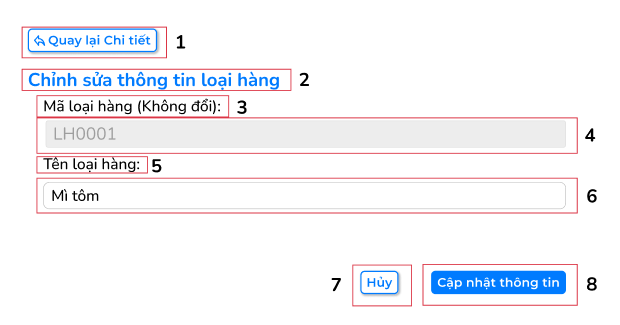 Quay lại Chi tiết 1
Chỉnh sửa thông tin loại hàng 2
Mã loại hàng (Không đổi): 3
LH0001 4
Tên loại hàng: 5
Mì tôm 6
7 Hủy Cập nhật thông tin 8